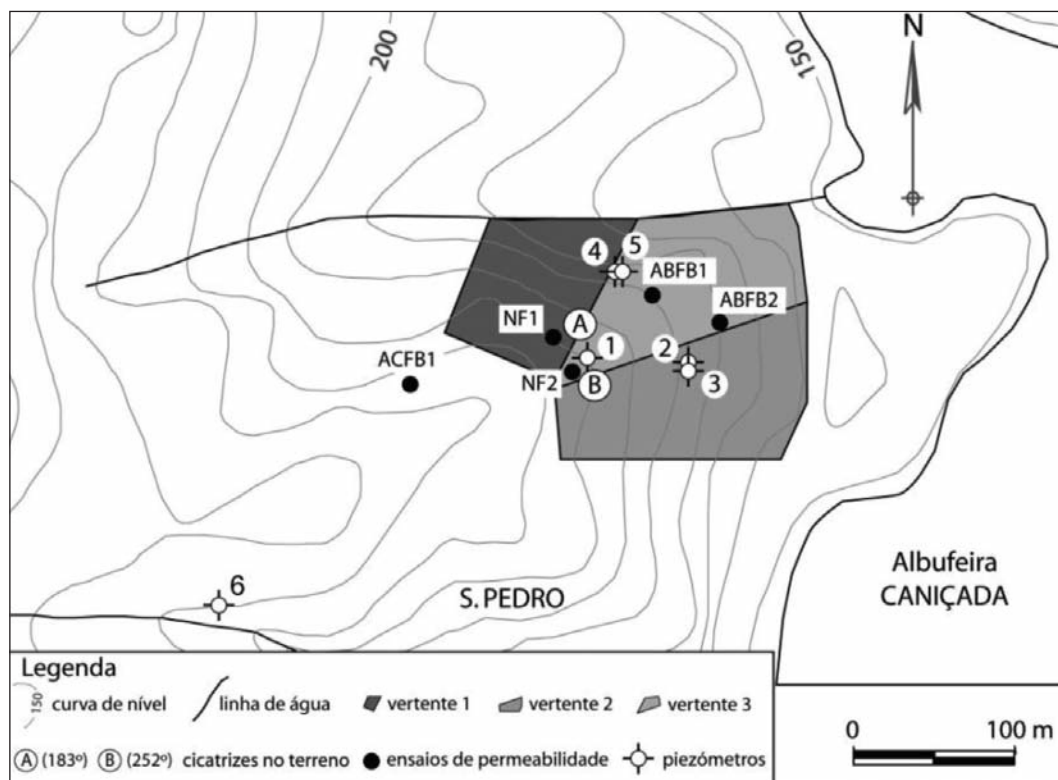 200
150
N
4
5
ABFB1
ABFB2
NF1
A
1
2
ACFB1
NF2
B
3
Albufeira
CANIÇADA
6
S. PEDRO
Legenda
150 curva de nível linha de água vertente 1 vertente 2 vertente 3
A (183º) B (252º) cicatrizes no terreno ensaios de permeabilidade piezómetros
0 100 m